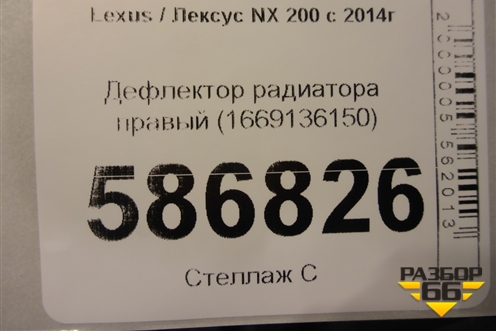 Lexus / Лексус NX 200 с 2014г
Дефлектор радиатора
правый (1669136150)
586826
Стеллаж С
2000005562013
РАЗБОР
66